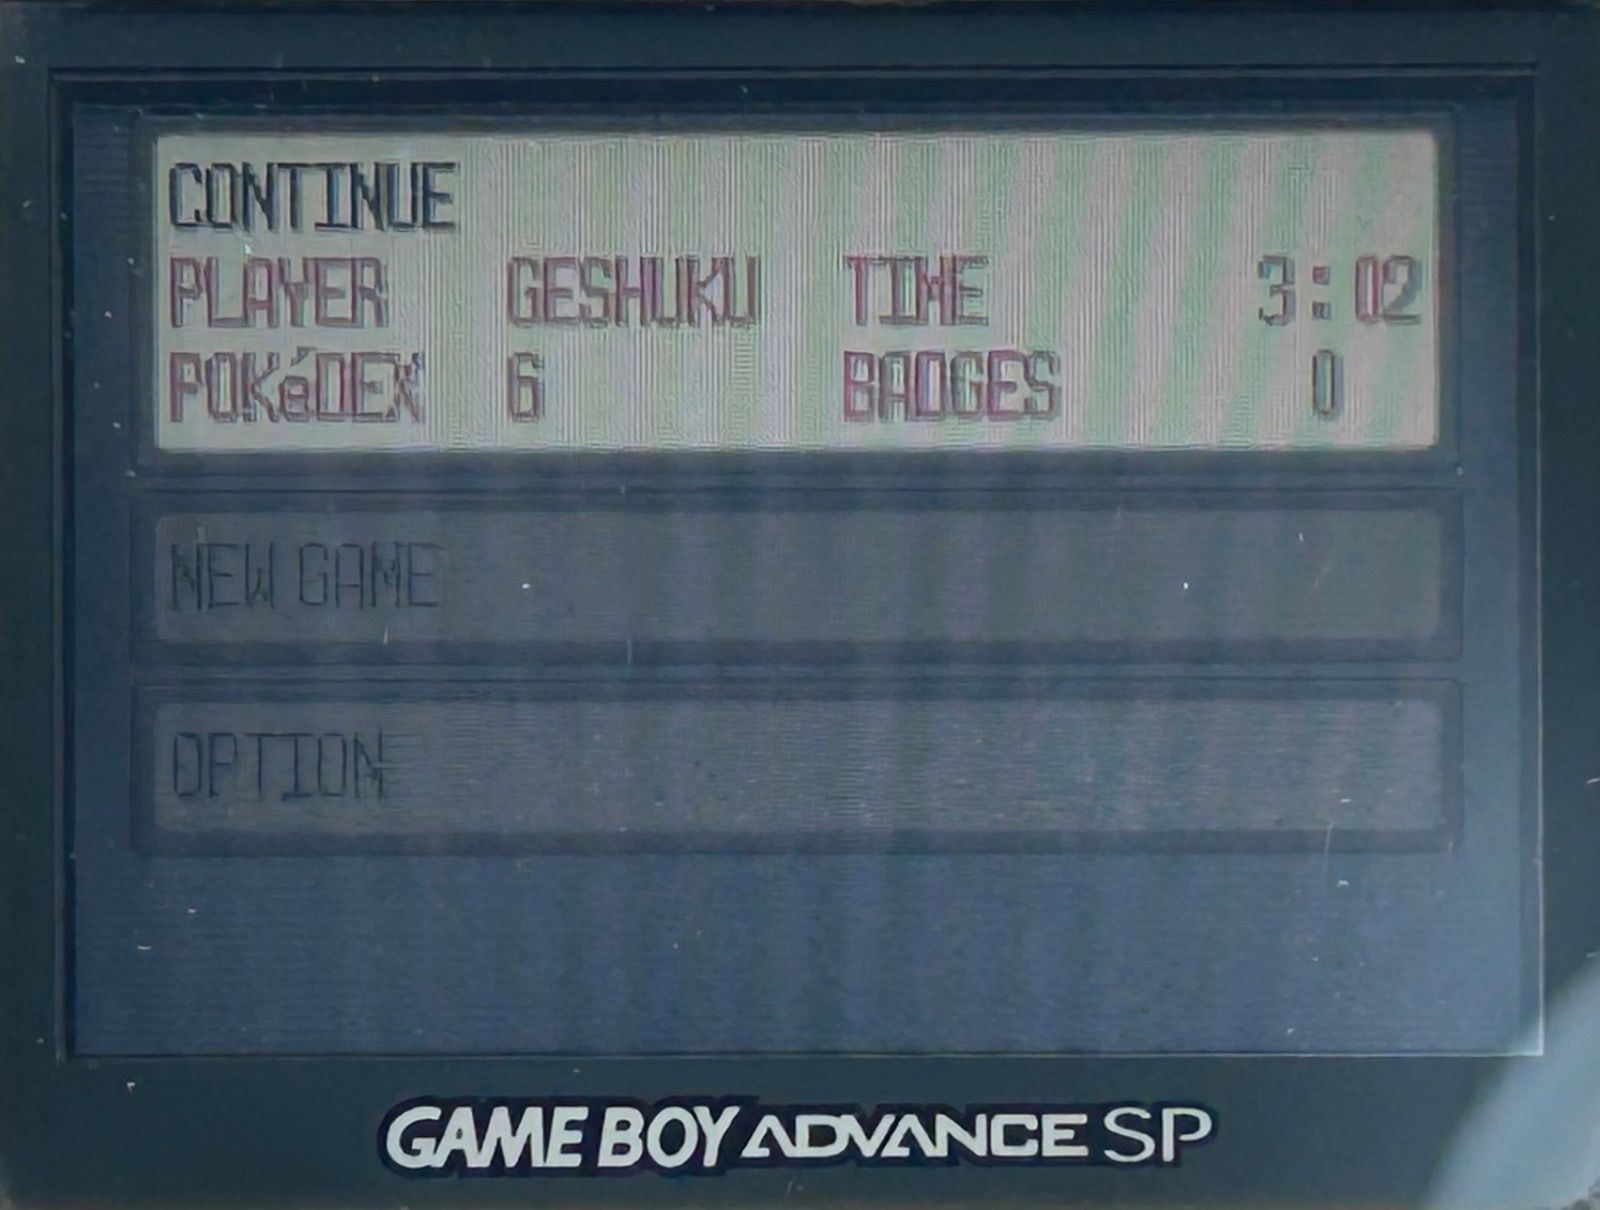 CONTINUE
PLAYER GESHUKU TIME 3:02
POKéDEX 6 BADGES 0
NEW GAME
OPTION
GAME BOY ADVANCE SP